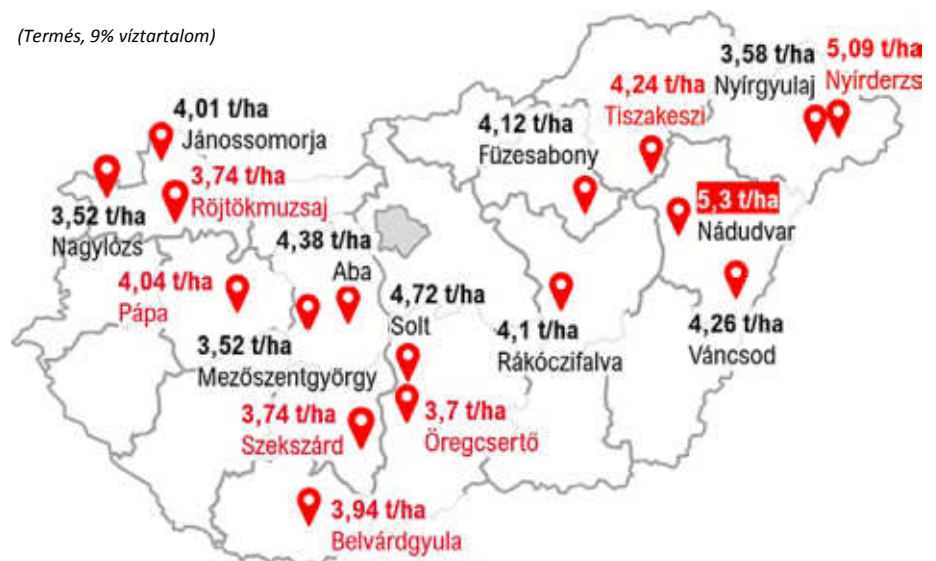 (Termés, 9% víztartalom)
3,58 t/ha
Nyírgyulaj
5,09 t/ha
Nyírderzs
4,24 t/ha
Tiszakeszi
4,01 t/ha
Jánossomorja
4,12 t/ha
Füzesabony
3,74 t/ha
Röjtökmuzsaj
5,3 t/ha
Nádudvar
3,52 t/ha
Nagylózs
4,38 t/ha
Aba
4,04 t/ha
Pápa
4,72 t/ha
Solt
4,1 t/ha
Rákóczifalva
4,26 t/ha
Váncsod
3,52 t/ha
Mezőszentgyörgy
3,74 t/ha
Szekszárd
3,7 t/ha
Öregcsertő
3,94 t/ha
Belvárdgyula